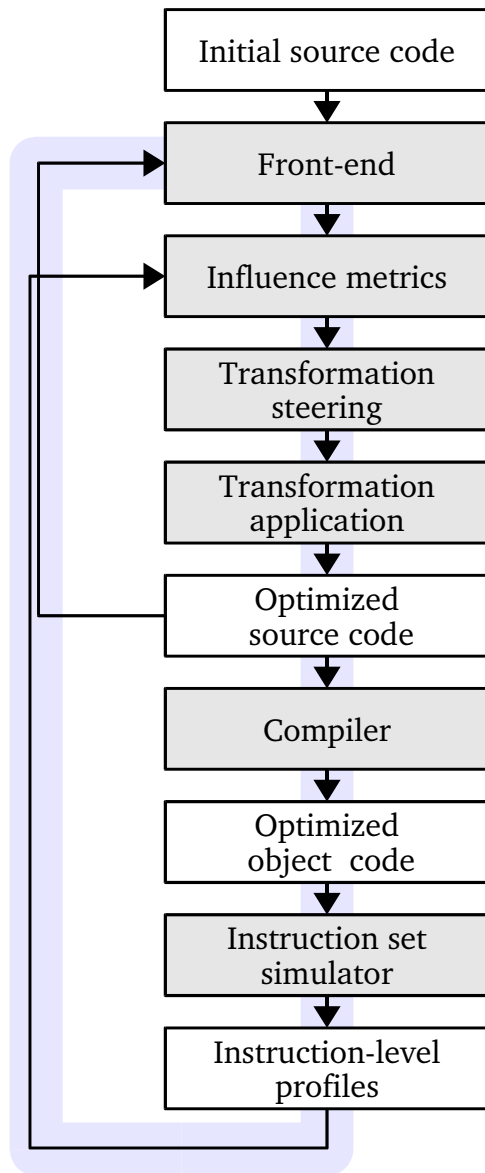 Initial source code
Front-end
Influence metrics
Transformation
steering
Transformation
application
Optimized
source code
Compiler
Optimized
object code
Instruction set
simulator
Instruction-level
profiles